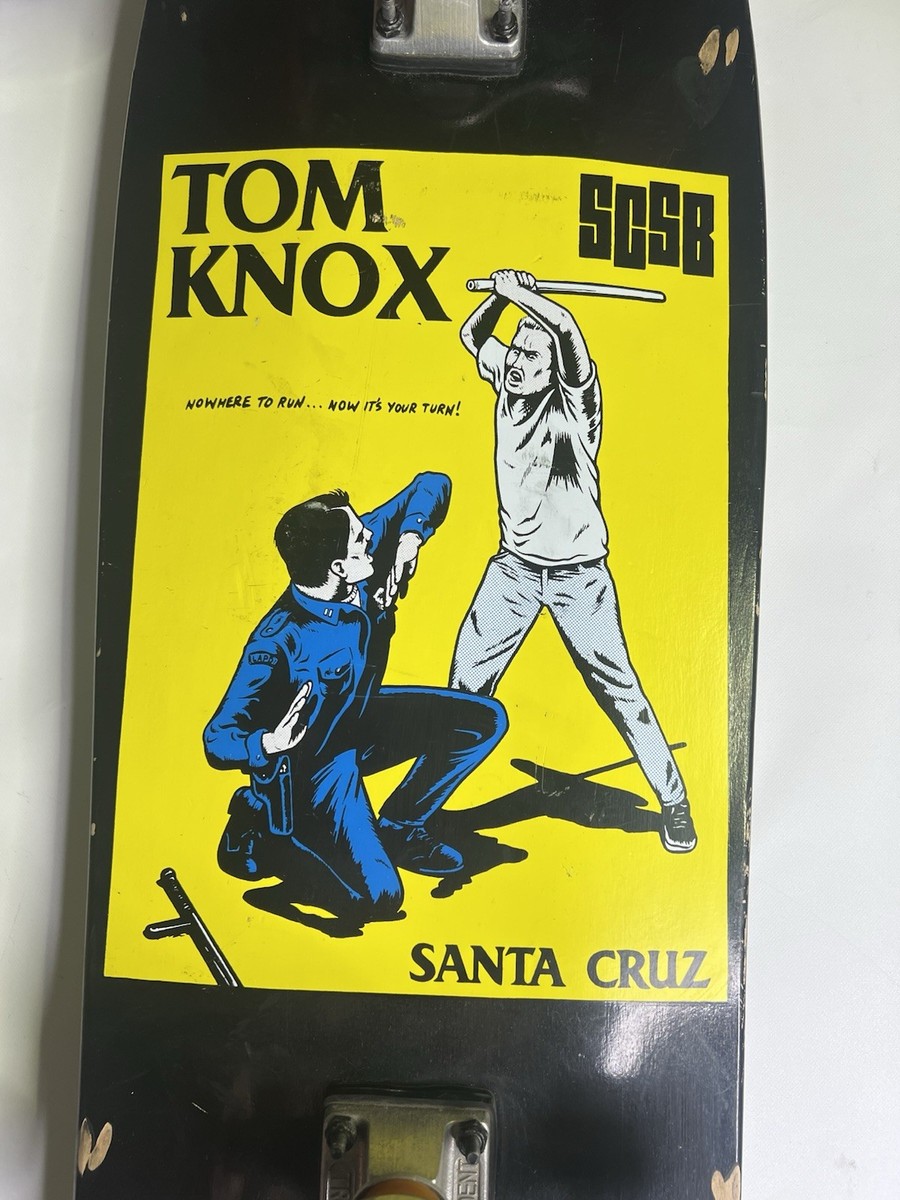 TOM
KNOX
SCSB
NOWHERE TO RUN... NOW IT'S YOUR TURN!
SANTA CRUZ